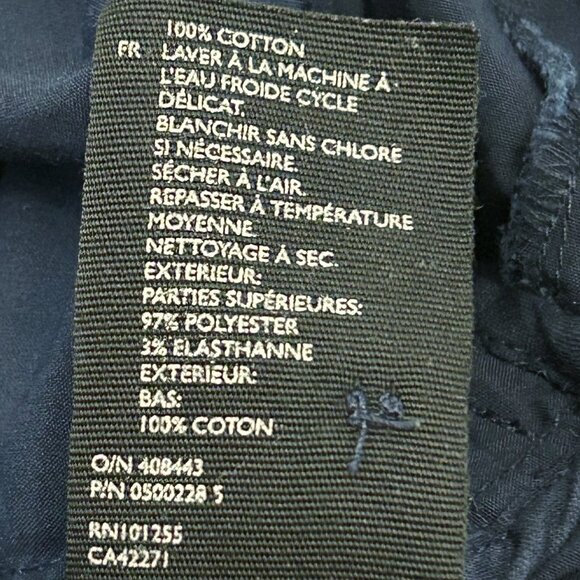 100% COTTON
FR LAVER À LA MACHINE À
L'EAU FROIDE CYCLE
DÉLICAT.
BLANCHIR SANS CHLORE
SI NÉCESSAIRE.
SÉCHER À L'AIR.
REPASSER À TEMPÉRATURE
MOYENNE.
NETTOYAGE À SEC.
EXTERIEUR:
PARTIES SUPÉRIEURES:
97% POLYESTER
3% ELASTHANNE
EXTERIEUR:
BAS:
100% COTON
O/N 408443
P/N 0500228 5
RN101255
CA42271